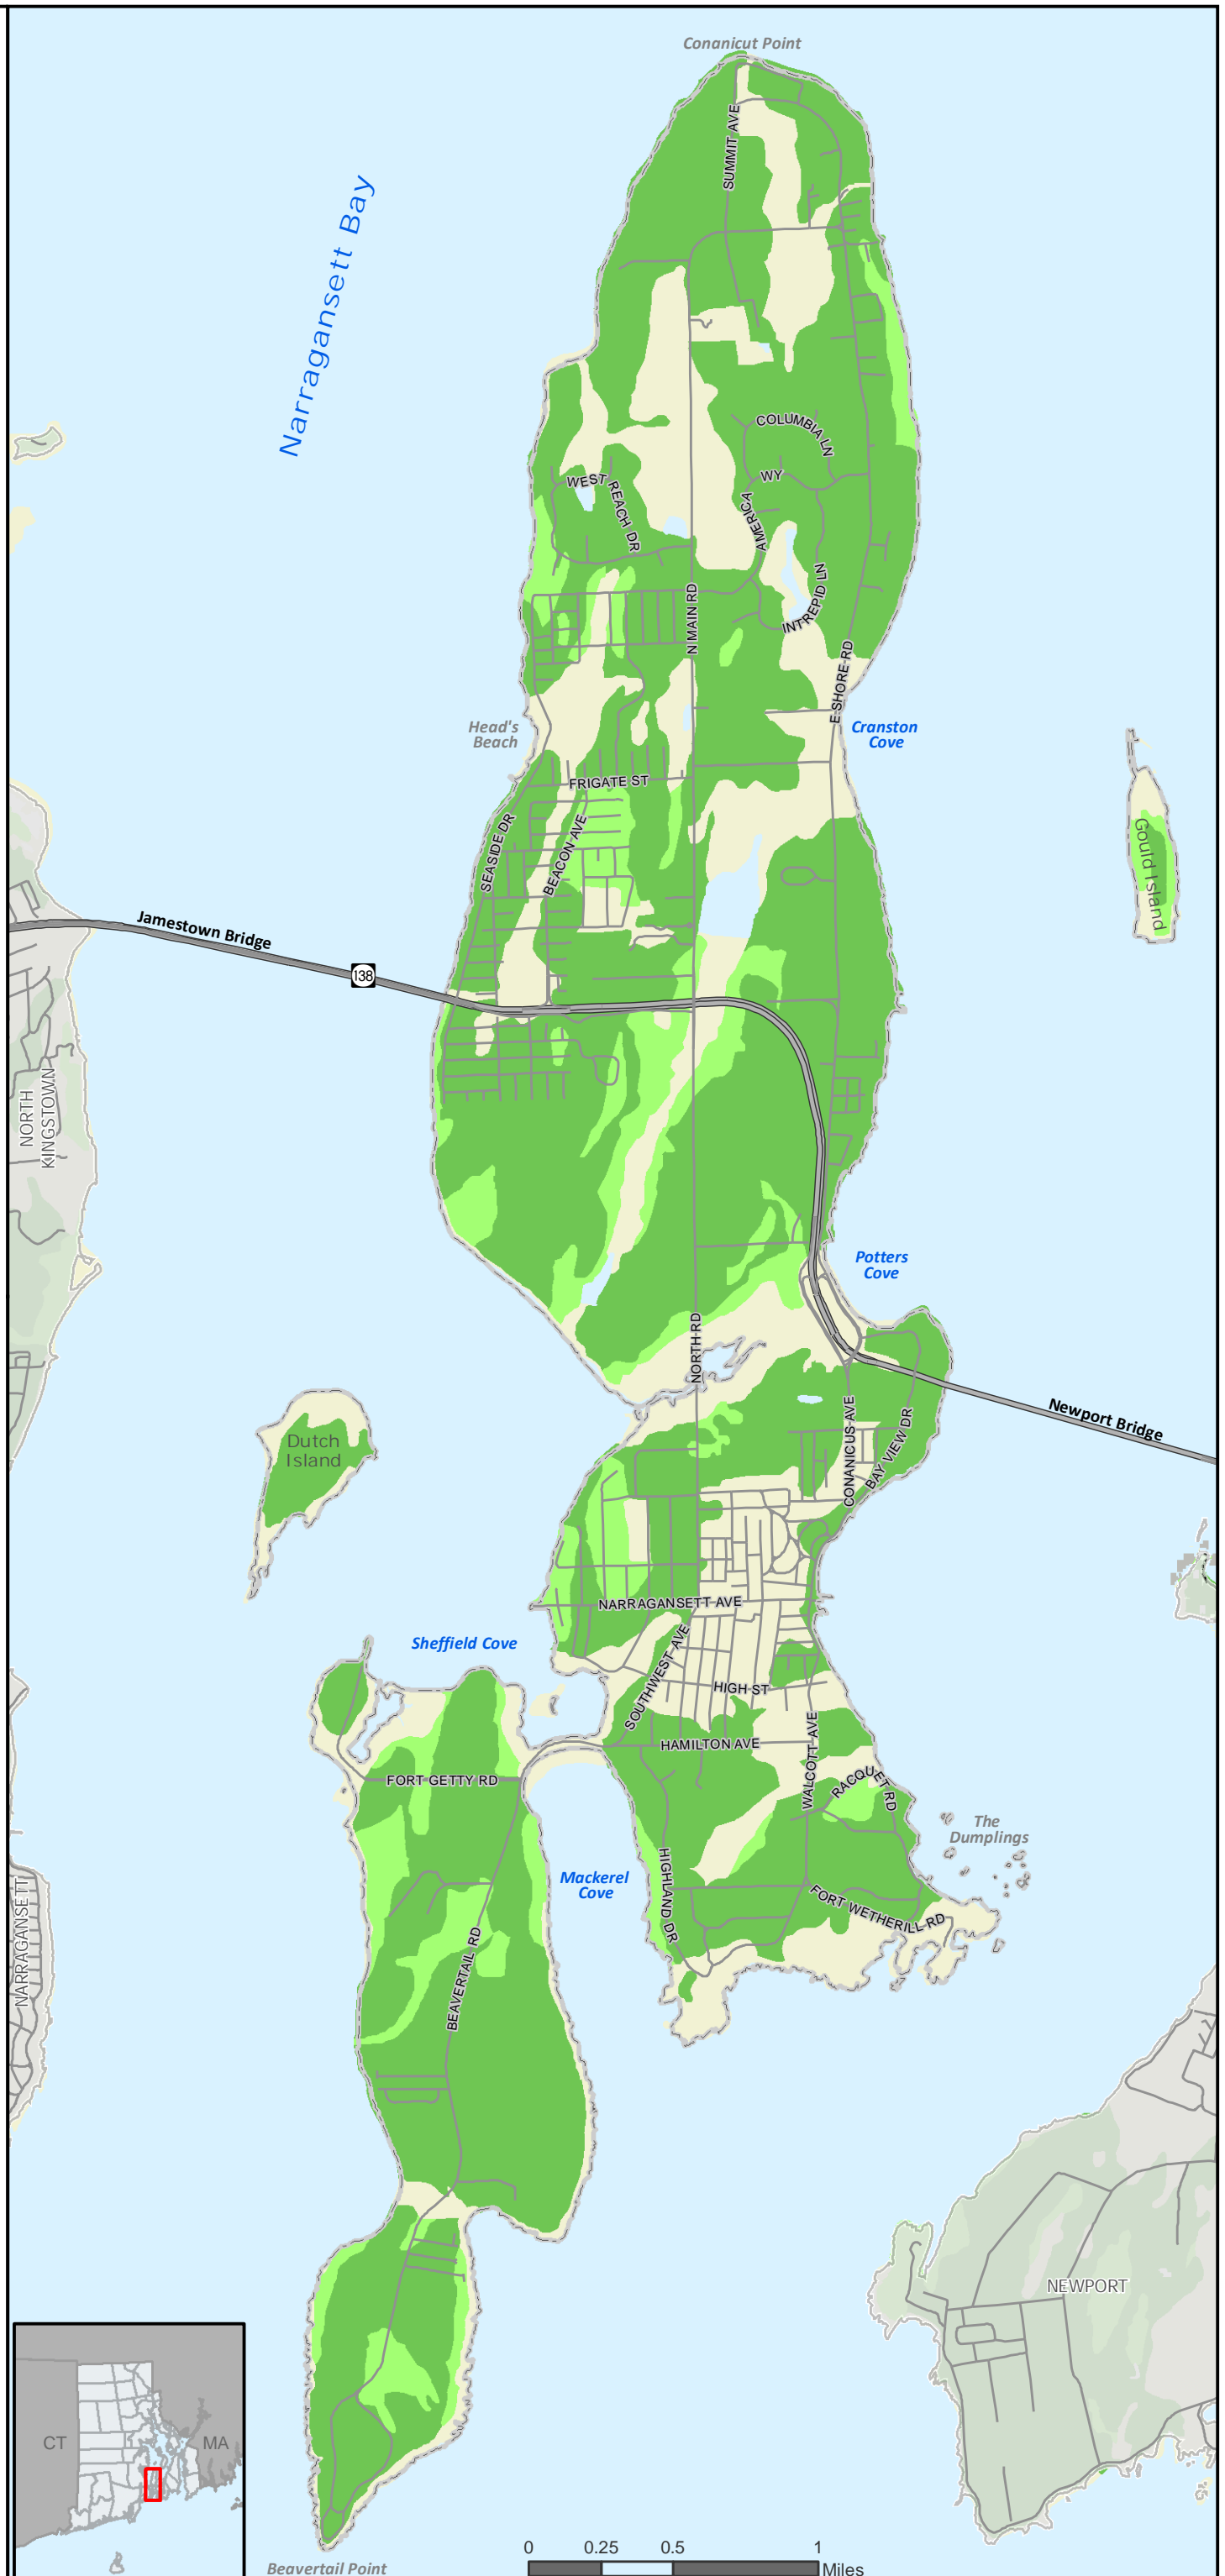 Conanicut Point
SUMMIT AVE
Narragansett Bay
COLUMBIA LN
WEST
REACH DR
WY
AMERICA
INTREPID LN
N MAIN RD
E SHORE RD
Head's
Beach
Cranston
Cove
FRIGATE ST
SEASIDE DR
BEACON AVE
Gould Island
Jamestown Bridge
138
NORTH
KINGSTOWN
Potters
Cove
NORTH RD
Newport Bridge
CONANICUS AVE
BAY VIEW DR
Dutch
Island
NARRAGANSETT AVE
Sheffield Cove
SOUTHWEST AVE
HIGH ST
HAMILTON AVE
WALCOTT AVE
FORT GETTY RD
RACQUET RD
The
Dumplings
Mackerel
Cove
HIGHLAND DR
FORT WETHERILL RD
NARRAGANSETT
BEAVERTAIL RD
NEWPORT
CT
MA
0 0.25 0.5 1
Miles
Beavertail Point